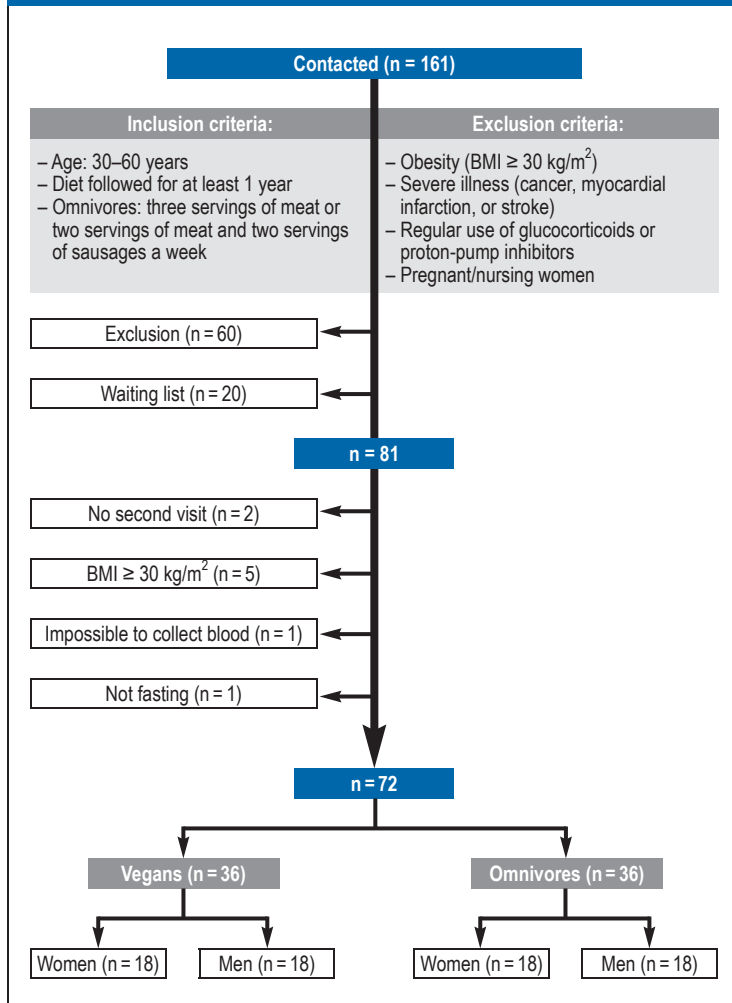 Contacted (n = 161)
Inclusion criteria:
– Age: 30–60 years
– Diet followed for at least 1 year
– Omnivores: three servings of meat or
two servings of meat and two servings
of sausages a week
Exclusion criteria:
– Obesity (BMI ≥ 30 kg/m²)
– Severe illness (cancer, myocardial
infarction, or stroke)
– Regular use of glucocorticoids or
proton-pump inhibitors
– Pregnant/nursing women
Exclusion (n = 60)
Waiting list (n = 20)
n = 81
No second visit (n = 2)
BMI ≥ 30 kg/m² (n = 5)
Impossible to collect blood (n = 1)
Not fasting (n = 1)
n = 72
Vegans (n = 36)
Omnivores (n = 36)
Women (n = 18)
Men (n = 18)
Women (n = 18)
Men (n = 18)